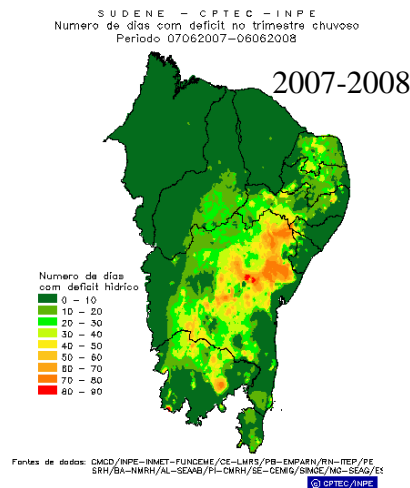 SUDENE - CPTEC - INPE
Numero de dias com deficit no trimestre chuvoso
Periodo 07062007-06062008
2007-2008
Numero de dias
com deficit hidrico
0 - 10
10 - 20
20 - 30
30 - 40
40 - 50
50 - 60
60 - 70
70 - 80
80 - 90
Fontes de dados: CMCD/INPE-INMET-FUNCEME/CE-LMRS/PB-EMPARN/RN-ITEP/PE
SRH/BA-NMRH/AL-SEAAB/PI-CMRH/SE-CEMIG/SIMGE/MG-SEAG/ES
© CPTEC/INPE